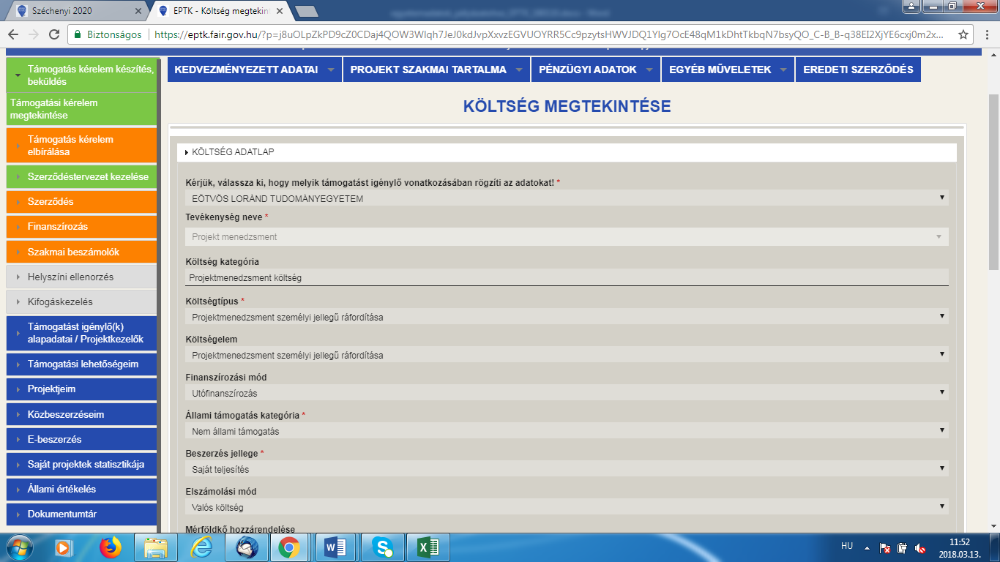 Széchenyi 2020
EPTK - Költség megtekint
Biztonságos
https://eptk.fair.gov.hu/?p=j8uOLpZkPD9cZ0CDaj4QOW3WIqh7JeJ0kdJvpXxvzEGVUOYRR5Cc9pzytsHWVJDQ1YIg7OcE48qM1kDhtTkbqN7bsyQO_C-B_B-q38EI2XjYE6cxj0m2x...
Támogatás kérelem készítés,
beküldés
Támogatási kérelem
megtekintése
Támogatás kérelem
elbírálása
Szerződéstervezet kezelése
Szerződés
Finanszírozás
Szakmai beszámolók
Helyszíni ellenorzés
Kifogáskezelés
Támogatást igénylő(k)
alapadatai / Projektkezelők
Támogatási lehetőségeim
Projektjeim
Közbeszerzéseim
E-beszerzés
Saját projektek statisztikája
Állami értékelés
Dokumentumtár
KEDVEZMÉNYEZETT ADATAI
PROJEKT SZAKMAI TARTALMA
PÉNZÜGYI ADATOK
EGYÉB MŰVELETEK
EREDETI SZERZŐDÉS
KÖLTSÉG MEGTEKINTÉSE
KÖLTSÉG ADATLAP
Kérjük, válassza ki, hogy melyik támogatást igénylő vonatkozásában rögzíti az adatokat! *
EÖTVÖS LORÁND TUDOMÁNYEGYETEM
Tevékenység neve *
Projekt menedzsment
Költség kategória
Projektmenedzsment költség
Költségtípus *
Projektmenedzsment személyi jellegű ráfordítása
Költségelem
Projektmenedzsment személyi jellegű ráfordítása
Finanszírozási mód
Utófinanszírozás
Állami támogatás kategória *
Nem állami támogatás
Beszerzés jellege *
Saját teljesítés
Elszámolási mód
Valós költség
Mérföldkő hozzárendelése
HU
11:52
2018.03.13.